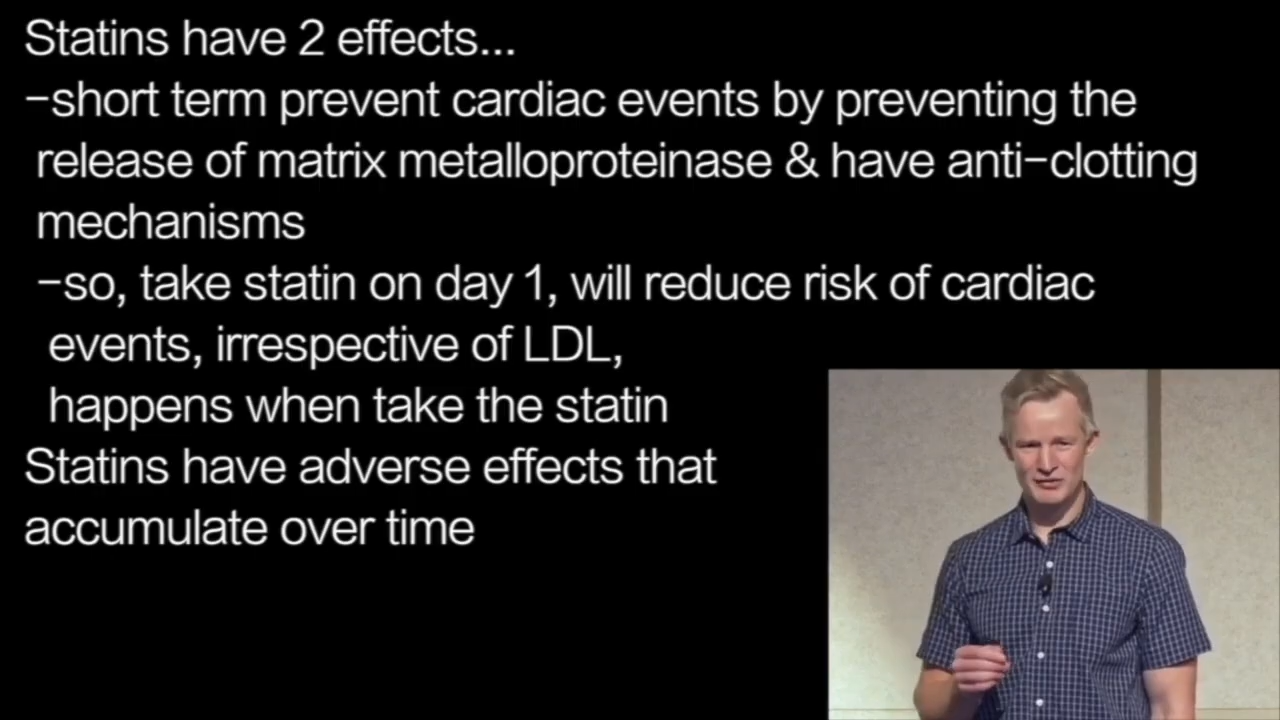 Statins have 2 effects...
−short term prevent cardiac events by preventing the
release of matrix metalloproteinase & have anti−clotting
mechanisms
−so, take statin on day 1, will reduce risk of cardiac
events, irrespective of LDL,
happens when take the statin
Statins have adverse effects that
accumulate over time